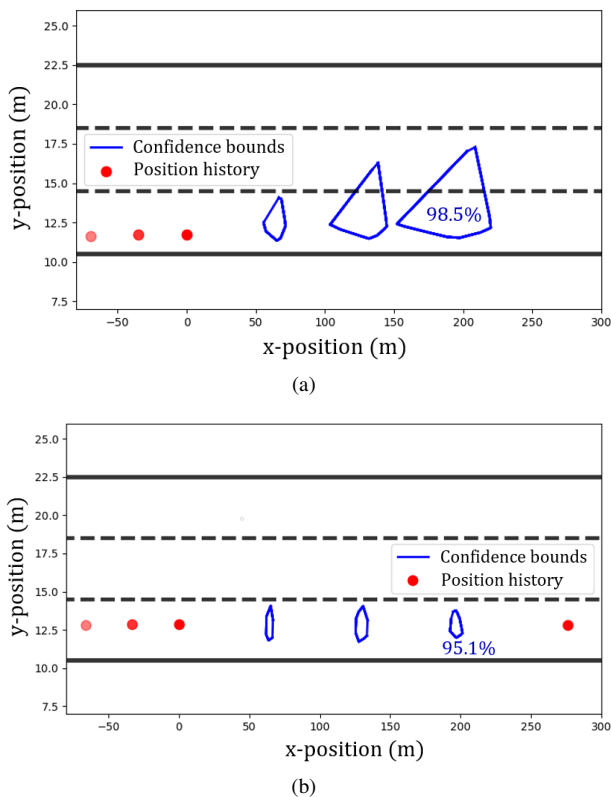 25.0
22.5
20.0
17.5
15.0
12.5
10.0
7.5
y-position (m)
Confidence bounds
Position history
98.5%
−50 0 50 100 150 200 250 300
x-position (m)
(a)
25.0
22.5
20.0
17.5
15.0
12.5
10.0
7.5
y-position (m)
Confidence bounds
Position history
95.1%
−50 0 50 100 150 200 250 300
x-position (m)
(b)